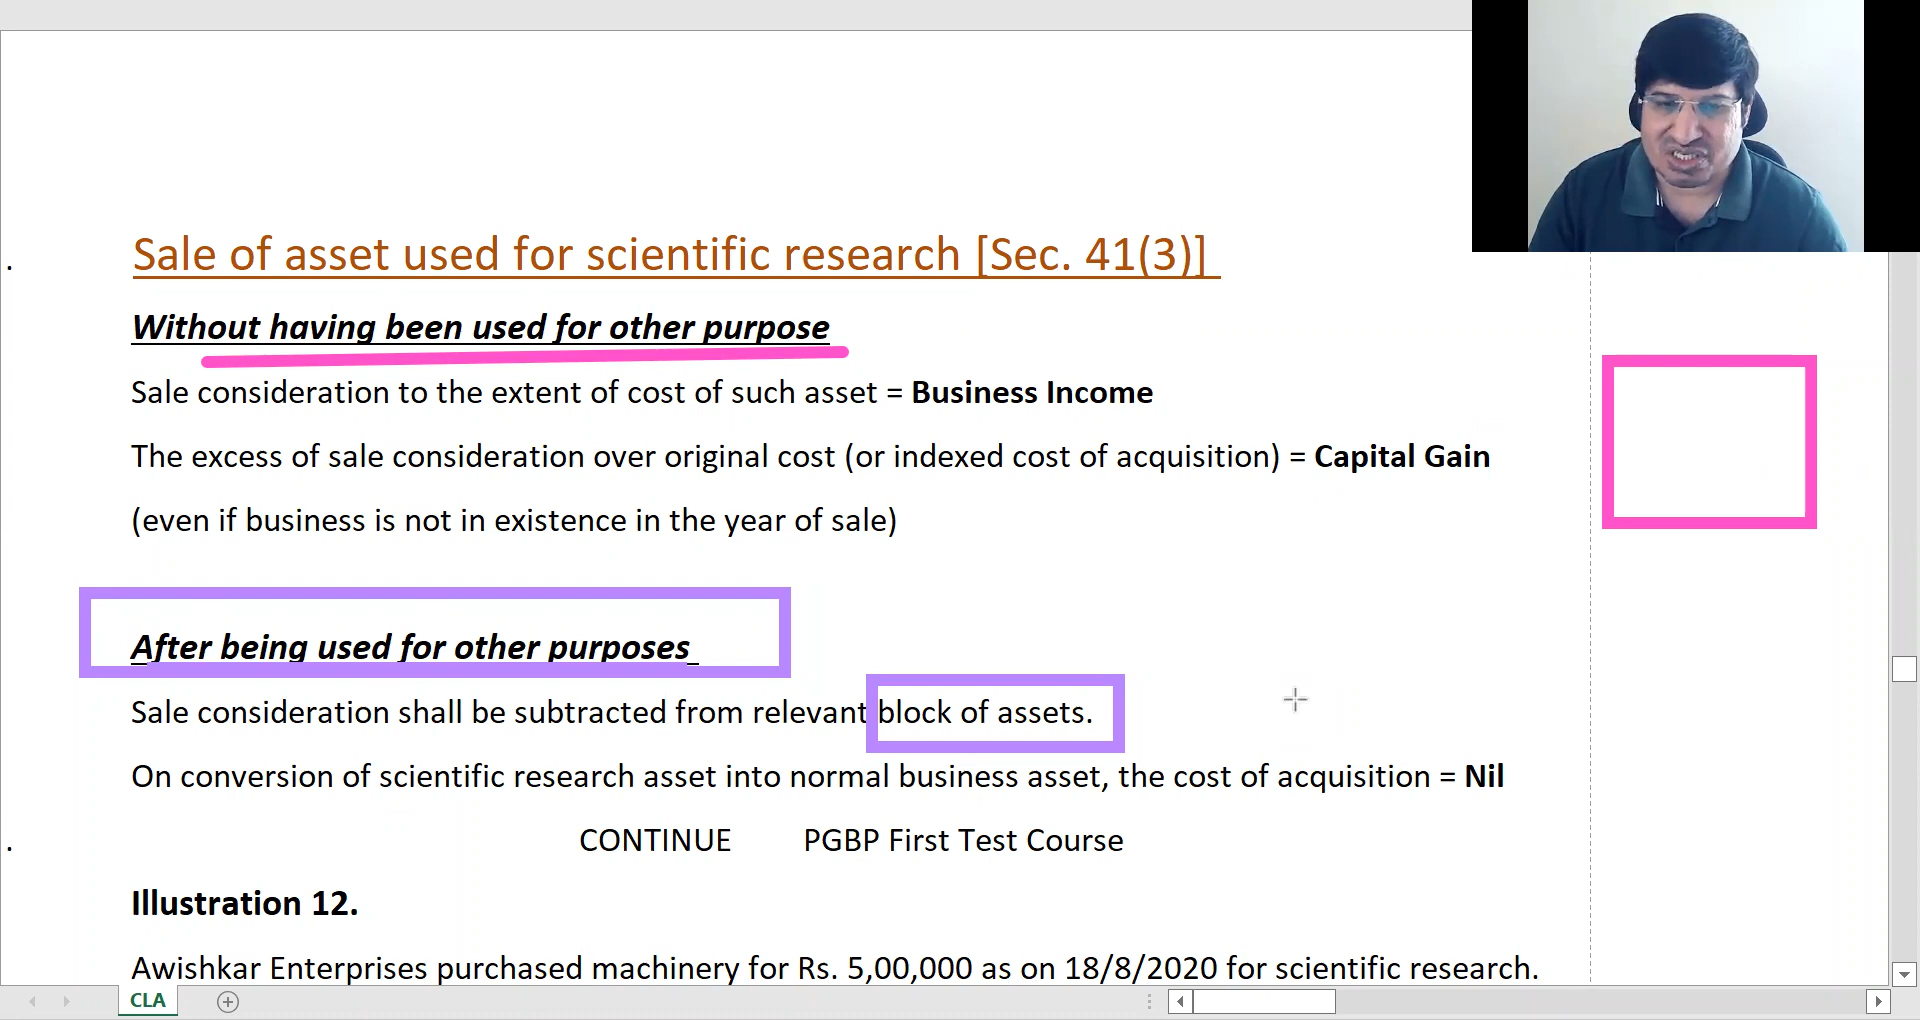 Sale of asset used for scientific research [Sec. 41(3)]
Without having been used for other purpose
Sale consideration to the extent of cost of such asset = Business Income
The excess of sale consideration over original cost (or indexed cost of acquisition) = Capital Gain
(even if business is not in existence in the year of sale)
After being used for other purposes
Sale consideration shall be subtracted from relevant block of assets.
On conversion of scientific research asset into normal business asset, the cost of acquisition = Nil
CONTINUE PGBP First Test Course
Illustration 12.
Awishkar Enterprises purchased machinery for Rs. 5,00,000 as on 18/8/2020 for scientific research.
CLA